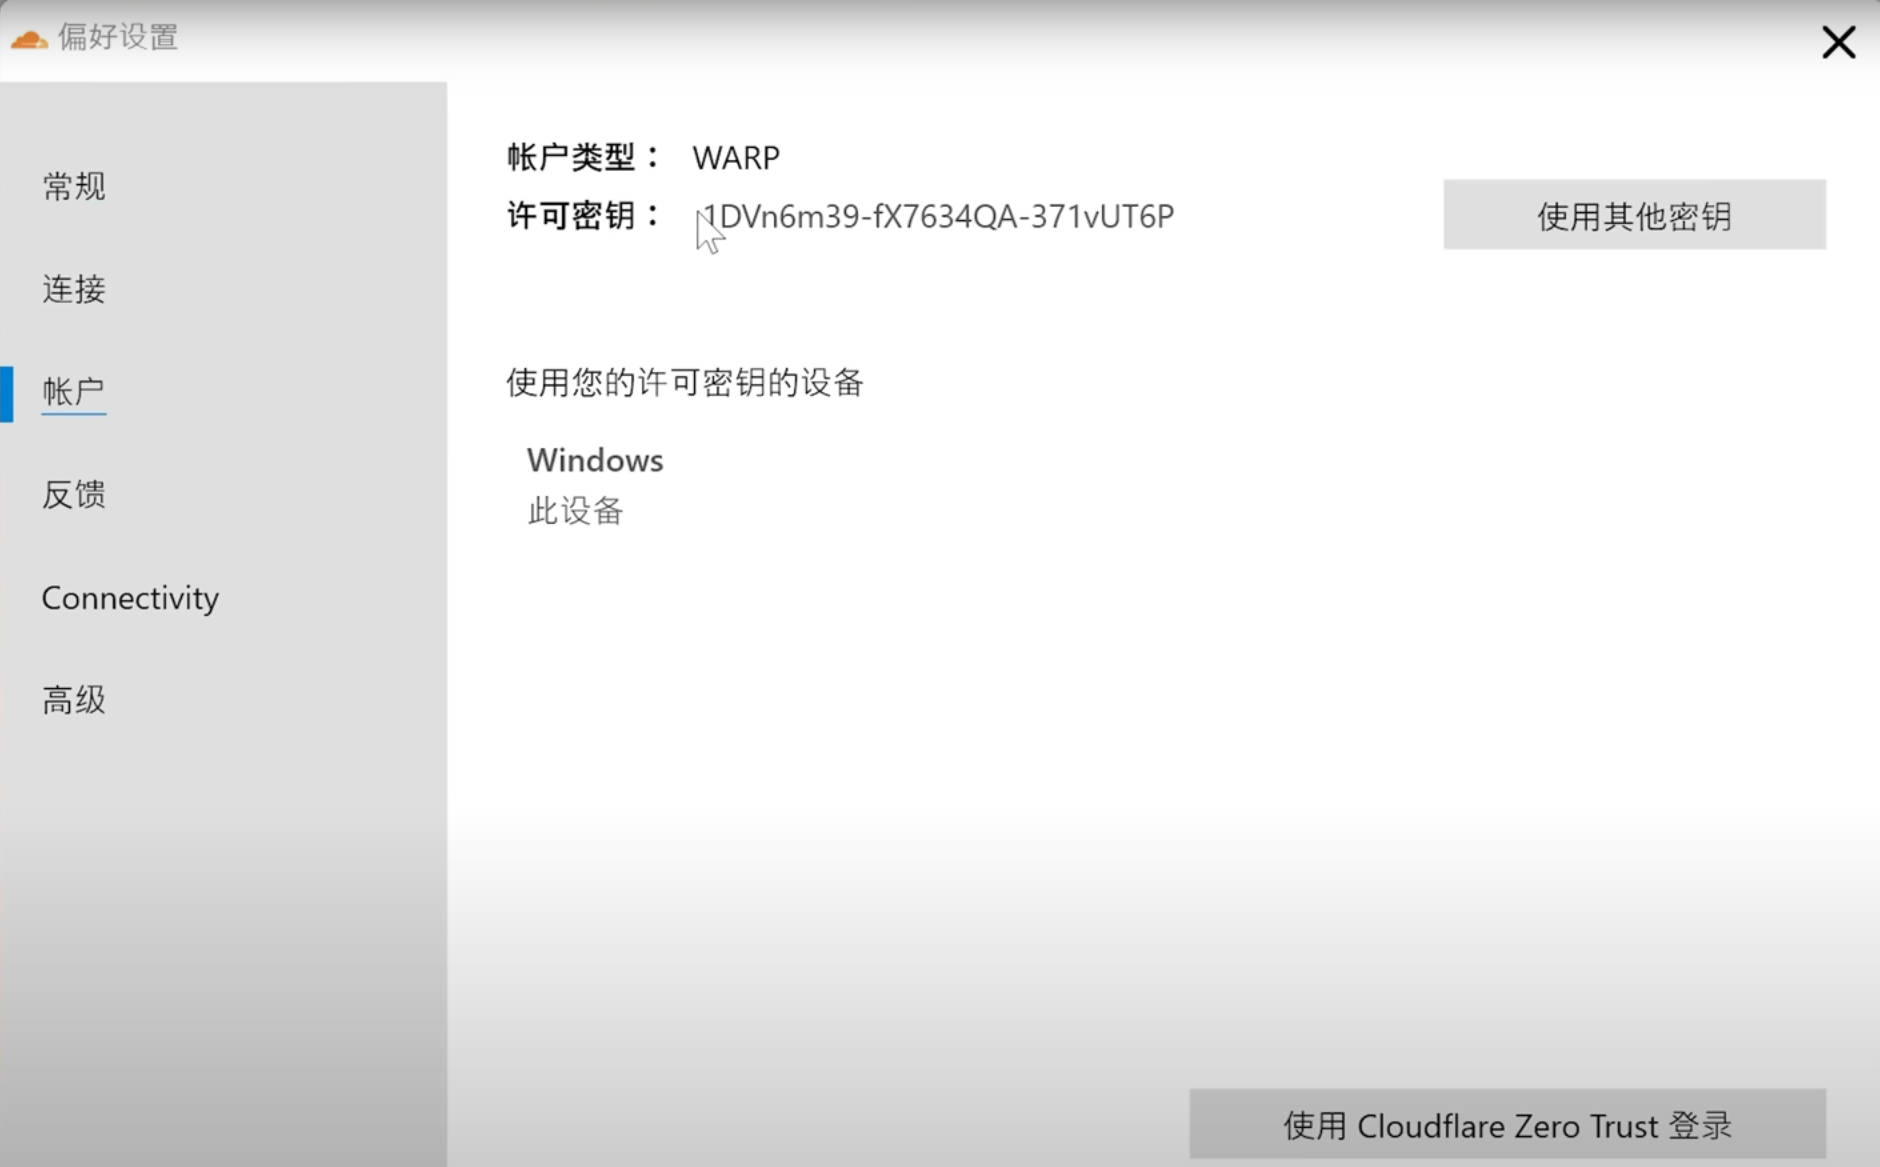 偏好设置
常规
连接
帐户
反馈
Connectivity
高级
帐户类型： WARP
许可密钥： 1DVn6m39-fX7634QA-371vUT6P
使用其他密钥
使用您的许可密钥的设备
Windows
此设备
使用 Cloudflare Zero Trust 登录